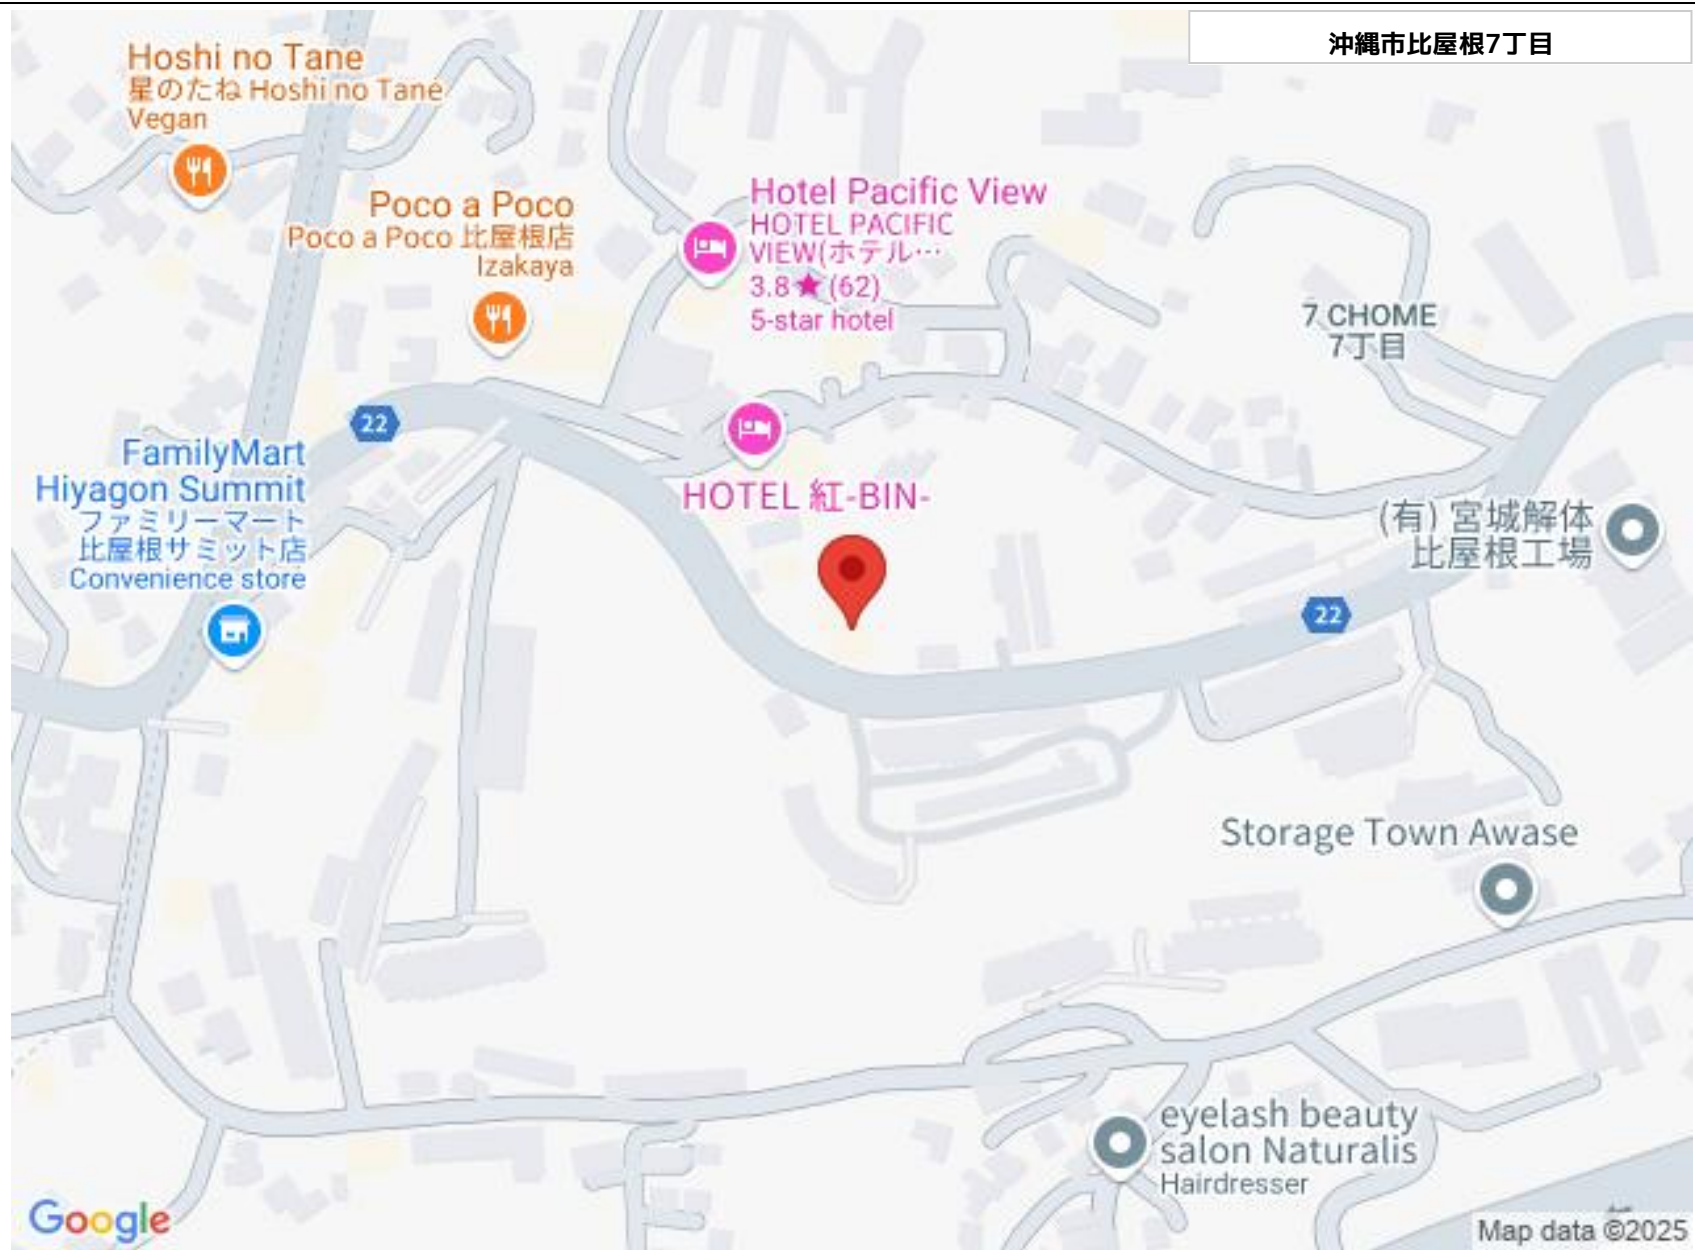 沖縄市比屋根7丁目
Hoshi no Tane
星のたね Hoshi no Tane
Vegan
Poco a Poco
Poco a Poco 比屋根店
Izakaya
Hotel Pacific View
HOTEL PACIFIC
VIEW(ホテル…
3.8★(62)
5-star hotel
7 CHOME
7丁目
22
FamilyMart
Hiyagon Summit
ファミリーマート
比屋根サミット店
Convenience store
HOTEL 紅-BIN-
(有) 宮城解体
比屋根工場
22
Storage Town Awase
eyelash beauty
salon Naturalis
Hairdresser
Google
Map data ©2025